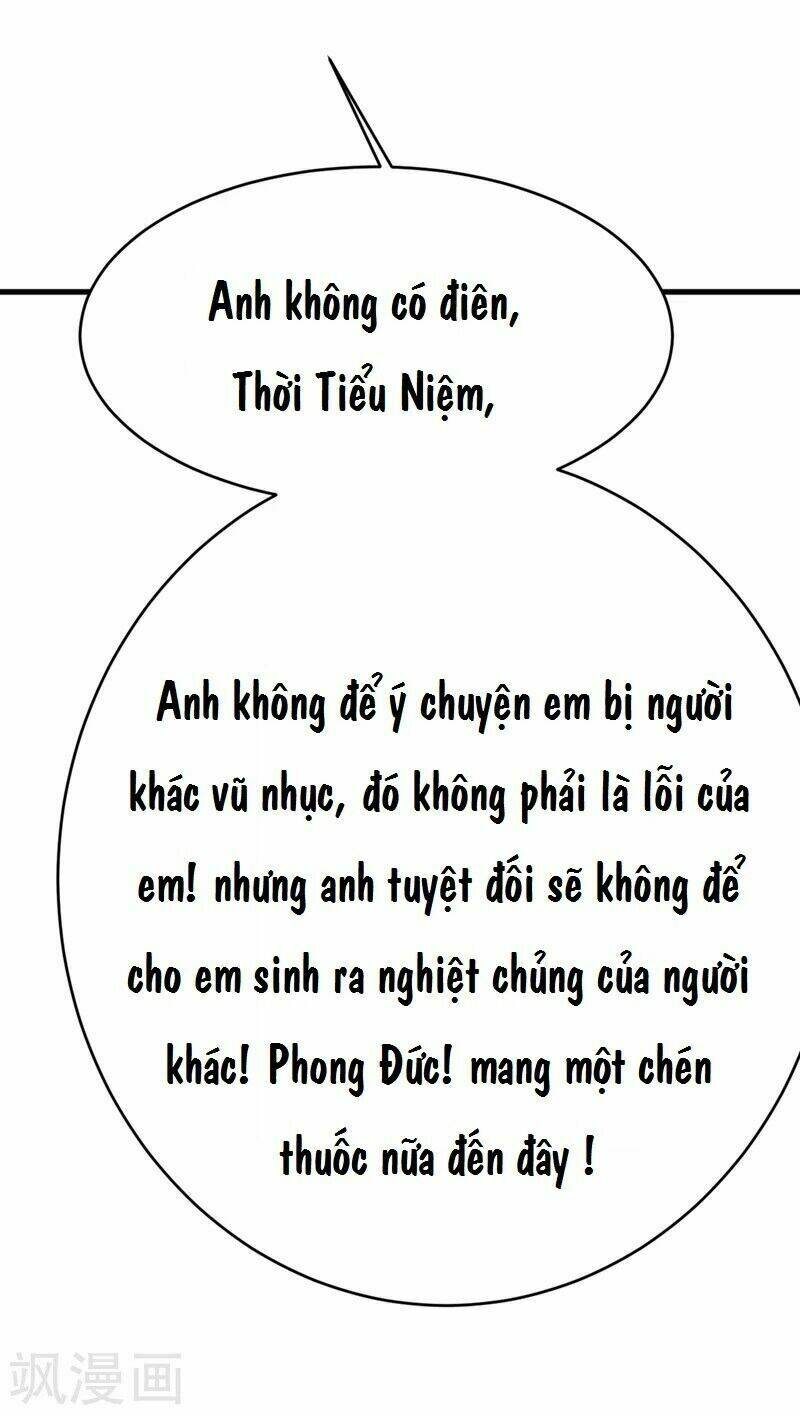 Anh không có điên,
Thời Tiểu Niệm,
Anh không để ý chuyện em bị người
khác vũ nhục, đó không phải là lỗi của
em! nhưng anh tuyệt đối sẽ không để
cho em sinh ra nghiệt chủng của người
khác! Phong Đức! mang một chén
thuốc nữa đến đây !
飒漫画